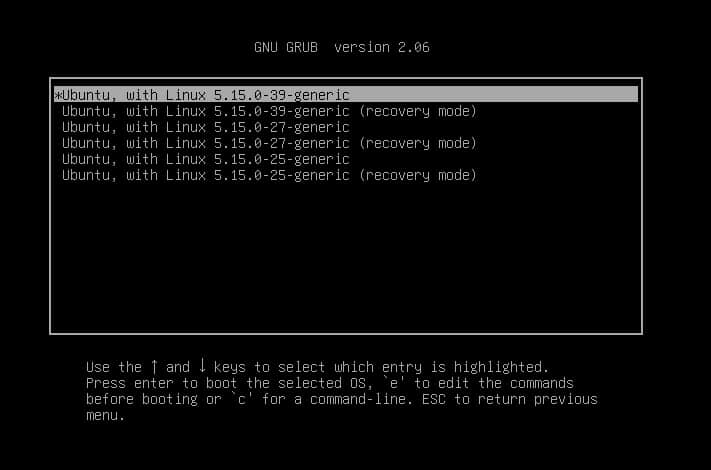 GNU GRUB  version 2.06
*Ubuntu, with Linux 5.15.0-39-generic
Ubuntu, with Linux 5.15.0-39-generic (recovery mode)
Ubuntu, with Linux 5.15.0-27-generic
Ubuntu, with Linux 5.15.0-27-generic (recovery mode)
Ubuntu, with Linux 5.15.0-25-generic
Ubuntu, with Linux 5.15.0-25-generic (recovery mode)
Use the ↑ and ↓ keys to select which entry is highlighted.
Press enter to boot the selected OS, `e' to edit the commands
before booting or `c' for a command-line. ESC to return previous
menu.